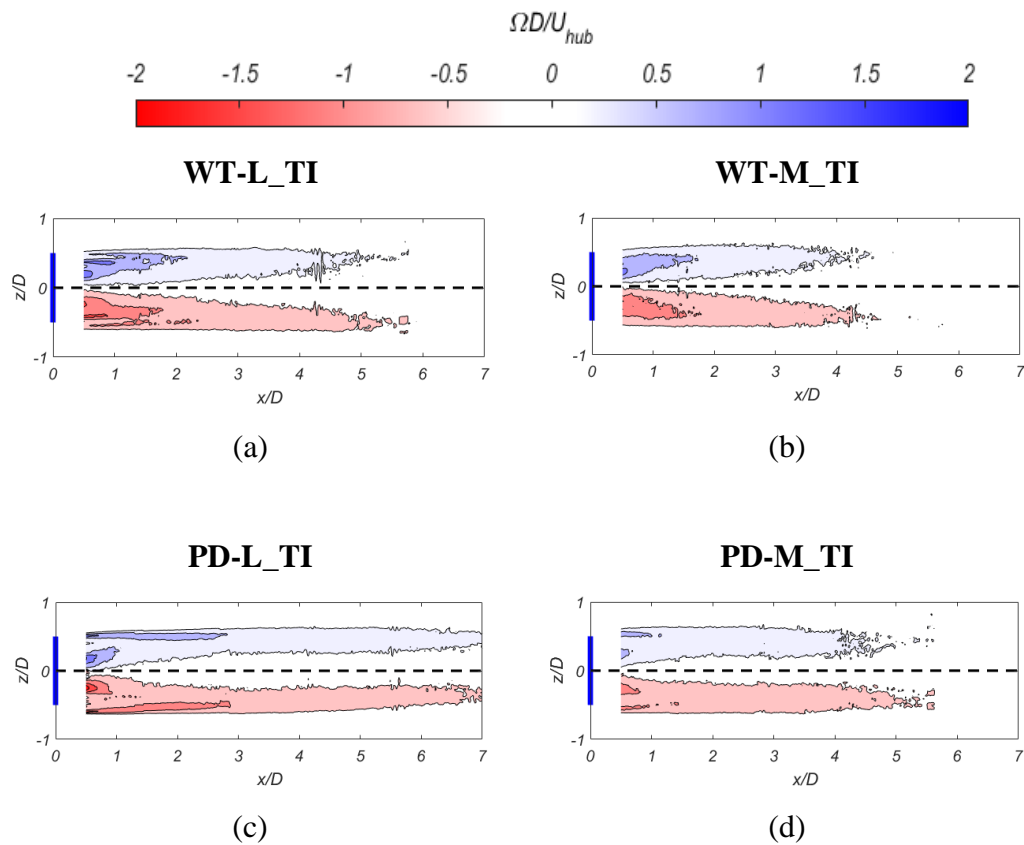 ΩD/U_hub
-2 -1.5 -1 -0.5 0 0.5 1 1.5 2
WT-L_TI WT-M_TI
1 1
z/D 0 z/D 0
-1 -1
0 1 2 3 4 5 6 7 0 1 2 3 4 5 6 7
x/D x/D
(a) (b)
PD-L_TI PD-M_TI
1 1
z/D 0 z/D 0
-1 -1
0 1 2 3 4 5 6 7 0 1 2 3 4 5 6 7
x/D x/D
(c) (d)